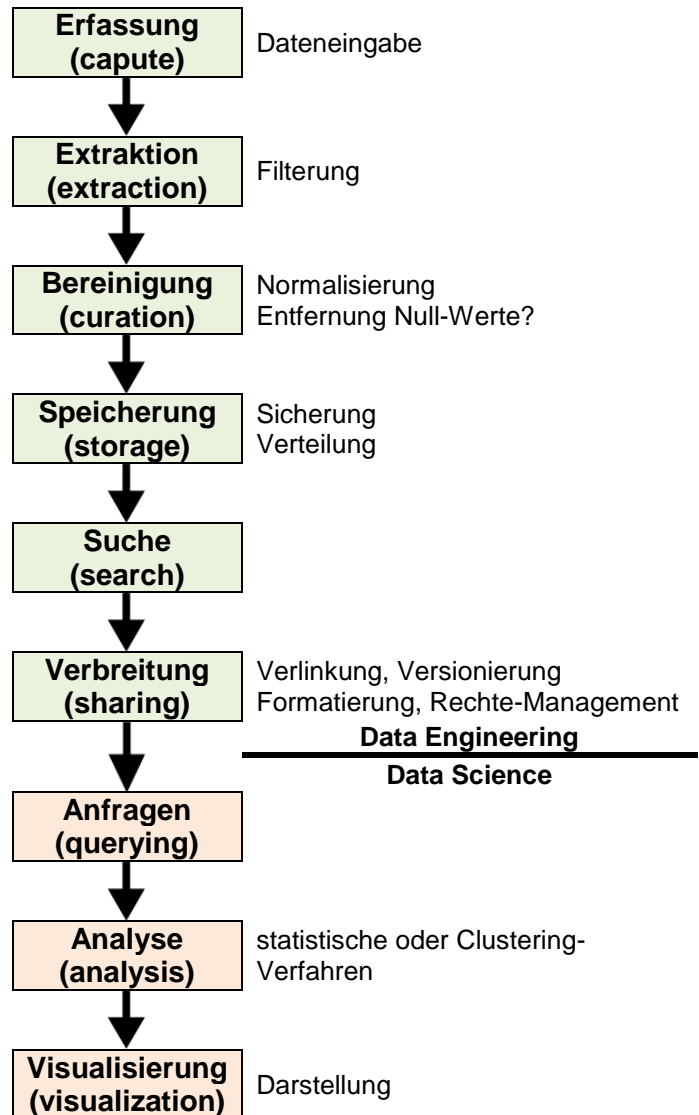 Erfassung
(capute)
Dateneingabe
Extraktion
(extraction)
Filterung
Bereinigung
(curation)
Normalisierung
Entfernung Null-Werte?
Speicherung
(storage)
Sicherung
Verteilung
Suche
(search)
Verbreitung
(sharing)
Verlinkung, Versionierung
Formatierung, Rechte-Management
Data Engineering
Data Science
Anfragen
(querying)
Analyse
(analysis)
statistische oder Clustering-
Verfahren
Visualisierung
(visualization)
Darstellung